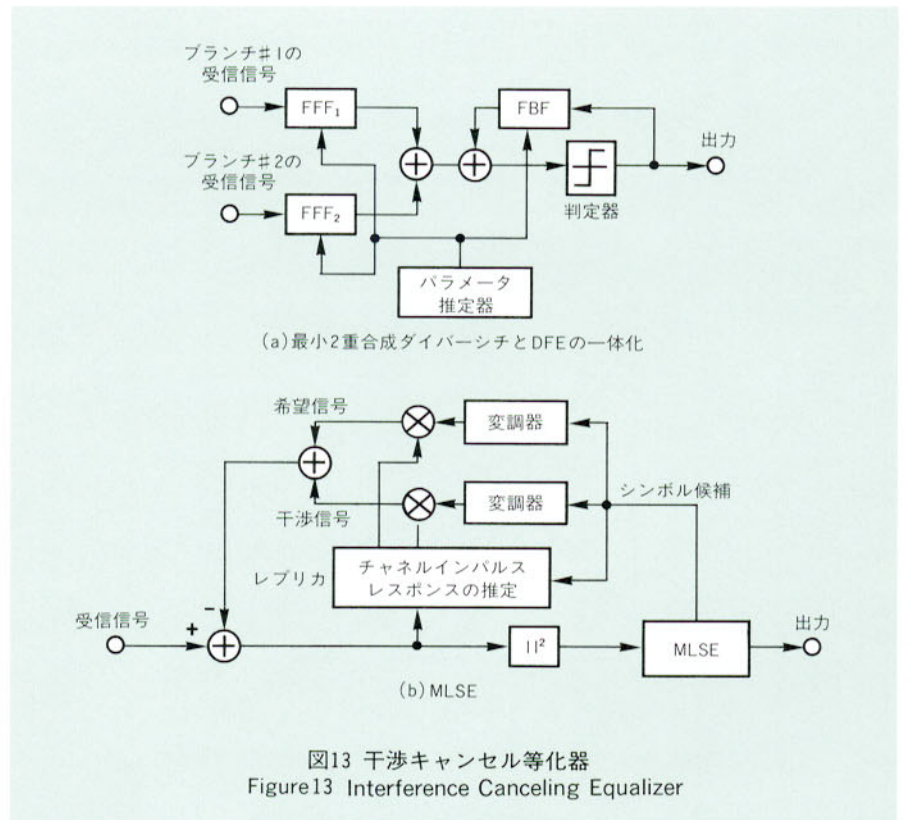 ブランチ#1の
受信信号
FFF₁
FBF
出力
ブランチ#2の
受信信号
FFF₂
判定器
パラメータ
推定器
(a)最小2重合成ダイバーシチとDFEの一体化
希望信号
変調器
シンボル候補
変調器
干渉信号
レプリカ
チャネルインパルス
レスポンスの推定
受信信号
+
−
| |²
MLSE
出力
(b)MLSE
図13 干渉キャンセル等化器
Figure13 Interference Canceling Equalizer